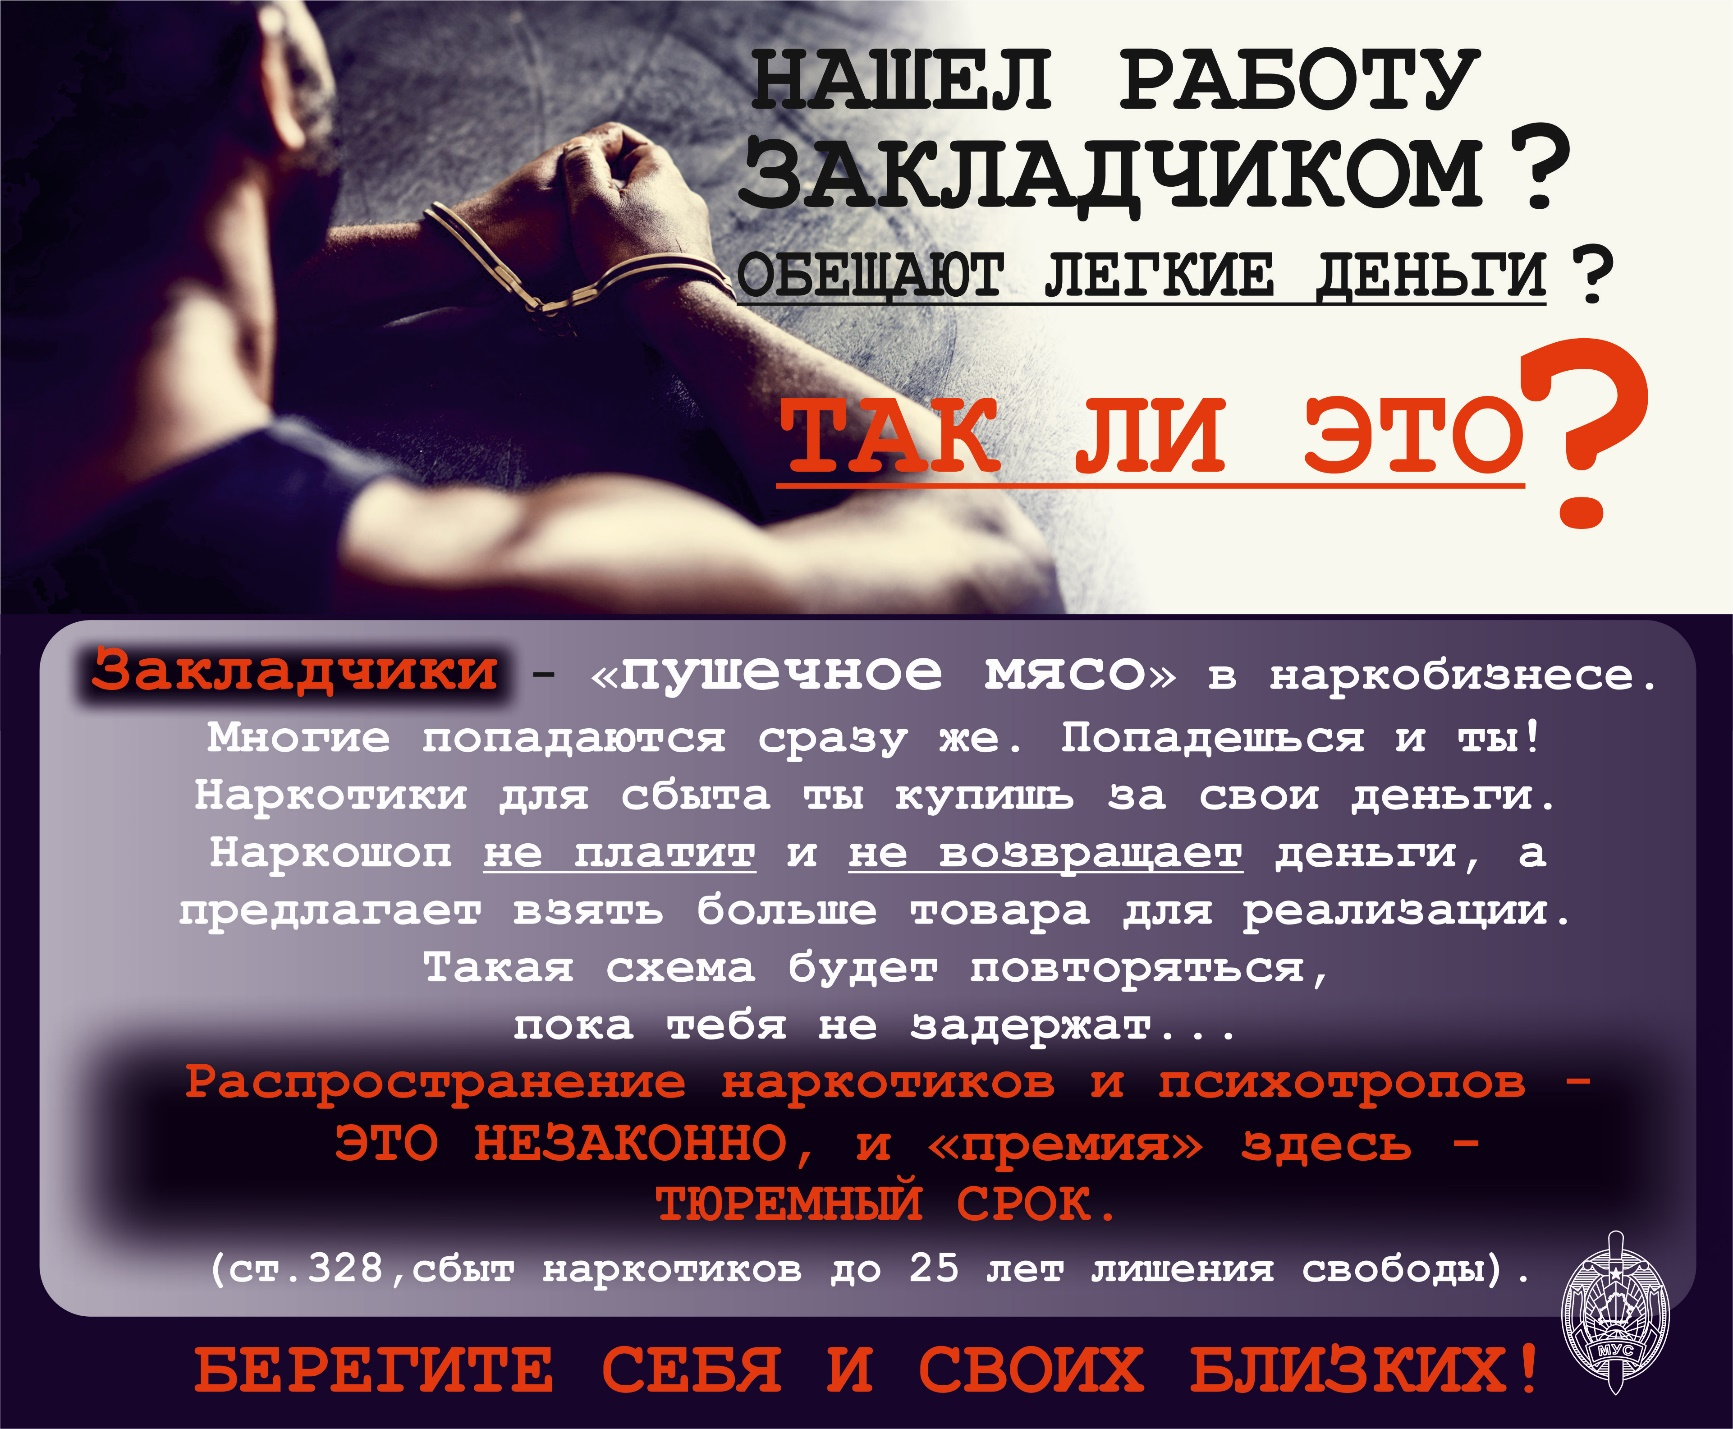 НАШЕЛ РАБОТУ
ЗАКЛАДЧИКОМ?
ОБЕЩАЮТ ЛЕГКИЕ ДЕНЬГИ?
ТАК ЛИ ЭТО?
Закладчики - «пушечное мясо» в наркобизнесе.
Многие попадаются сразу же. Попадешься и ты!
Наркотики для сбыта ты купишь за свои деньги.
Наркошоп не платит и не возвращает деньги, а
предлагает взять больше товара для реализации.
Такая схема будет повторяться,
пока тебя не задержат...
Распространение наркотиков и психотропов -
ЭТО НЕЗАКОННО, и «премия» здесь -
ТЮРЕМНЫЙ СРОК.
(ст.328,сбыт наркотиков до 25 лет лишения свободы).
МУС
БЕРЕГИТЕ СЕБЯ И СВОИХ БЛИЗКИХ!